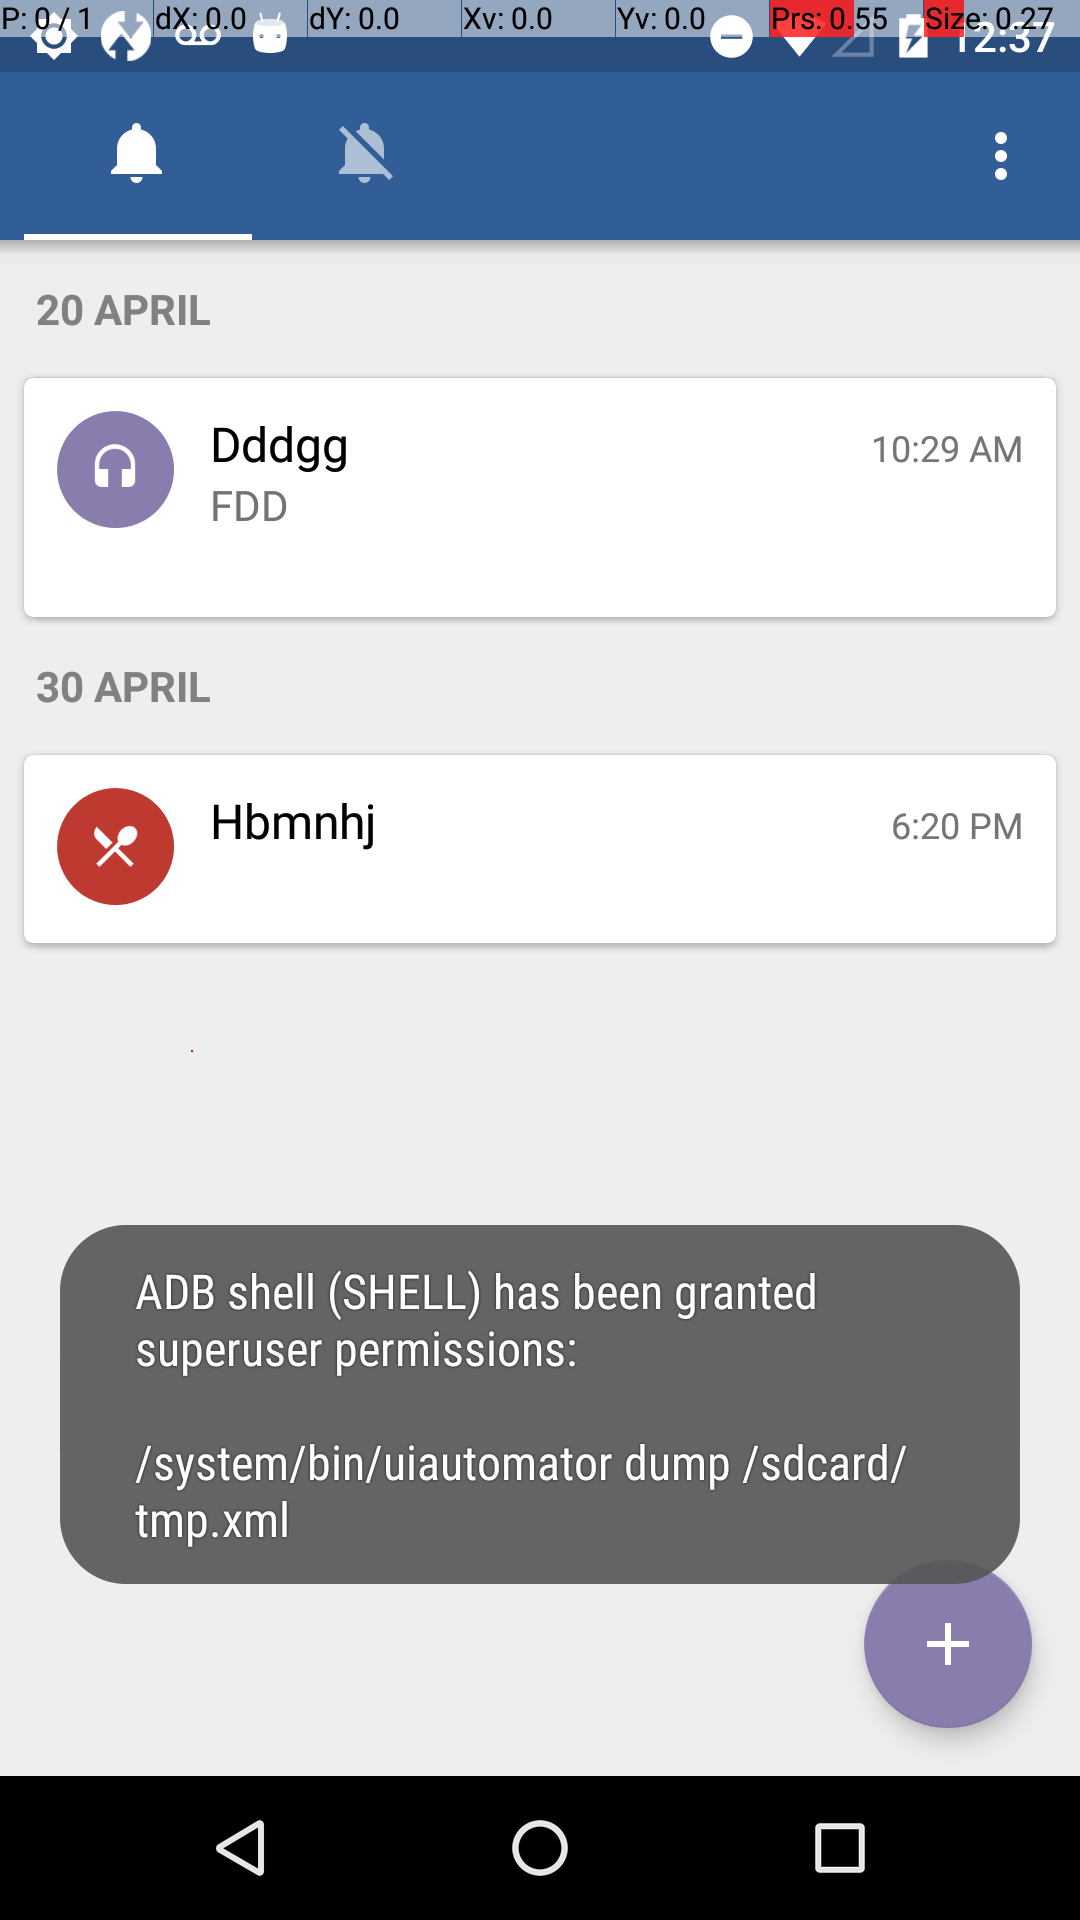 P: 0 / 1 dX: 0.0 dY: 0.0 Xv: 0.0 Yv: 0.0 Prs: 0.55 Size: 0.27
12:37
20 APRIL
Dddgg 10:29 AM
FDD
30 APRIL
Hbmnhj 6:20 PM
ADB shell (SHELL) has been granted
superuser permissions:
/system/bin/uiautomator dump /sdcard/
tmp.xml